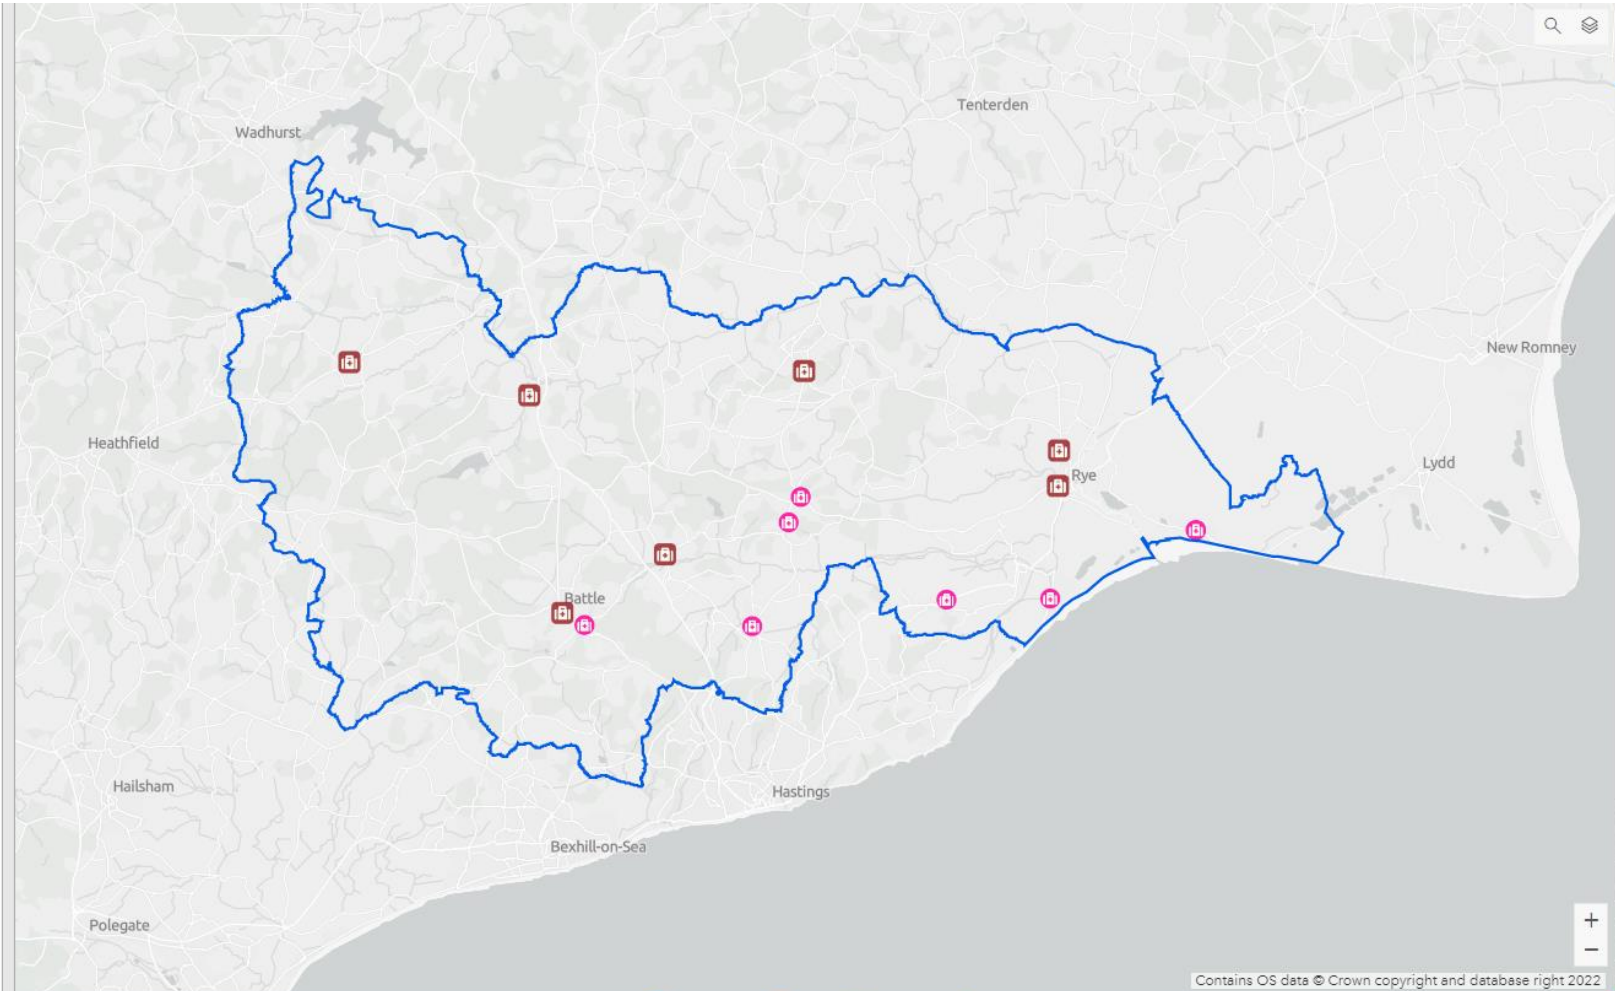 Tenterden
Wadhurst
New Romney
Heathfield
Lydd
Rye
Battle
Hailsham
Hastings
Bexhill-on-Sea
Polegate
+
−
Contains OS data © Crown copyright and database right 2022